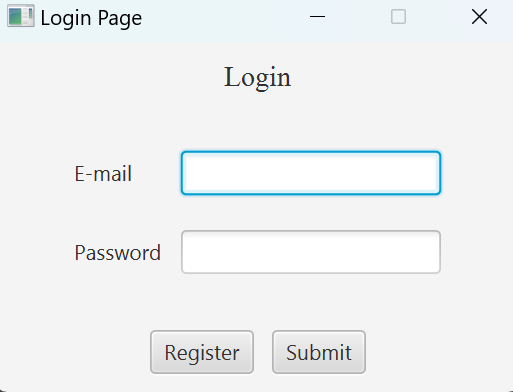 Login Page
Login
E-mail
Password
Register Submit